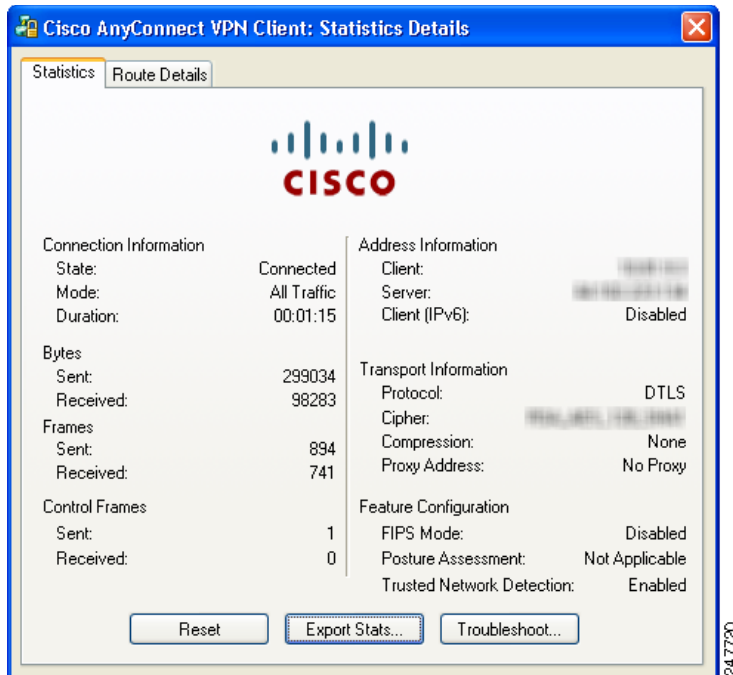 Cisco AnyConnect VPN Client: Statistics Details
Statistics
Route Details
CISCO
Connection Information
State: Connected
Mode: All Traffic
Duration: 00:01:15
Bytes
Sent: 299034
Received: 98283
Frames
Sent: 894
Received: 741
Control Frames
Sent: 1
Received: 0
Address Information
Client:
Server:
Client (IPv6): Disabled
Transport Information
Protocol: DTLS
Cipher:
Compression: None
Proxy Address: No Proxy
Feature Configuration
FIPS Mode: Disabled
Posture Assessment: Not Applicable
Trusted Network Detection: Enabled
Reset
Export Stats...
Troubleshoot...
247790